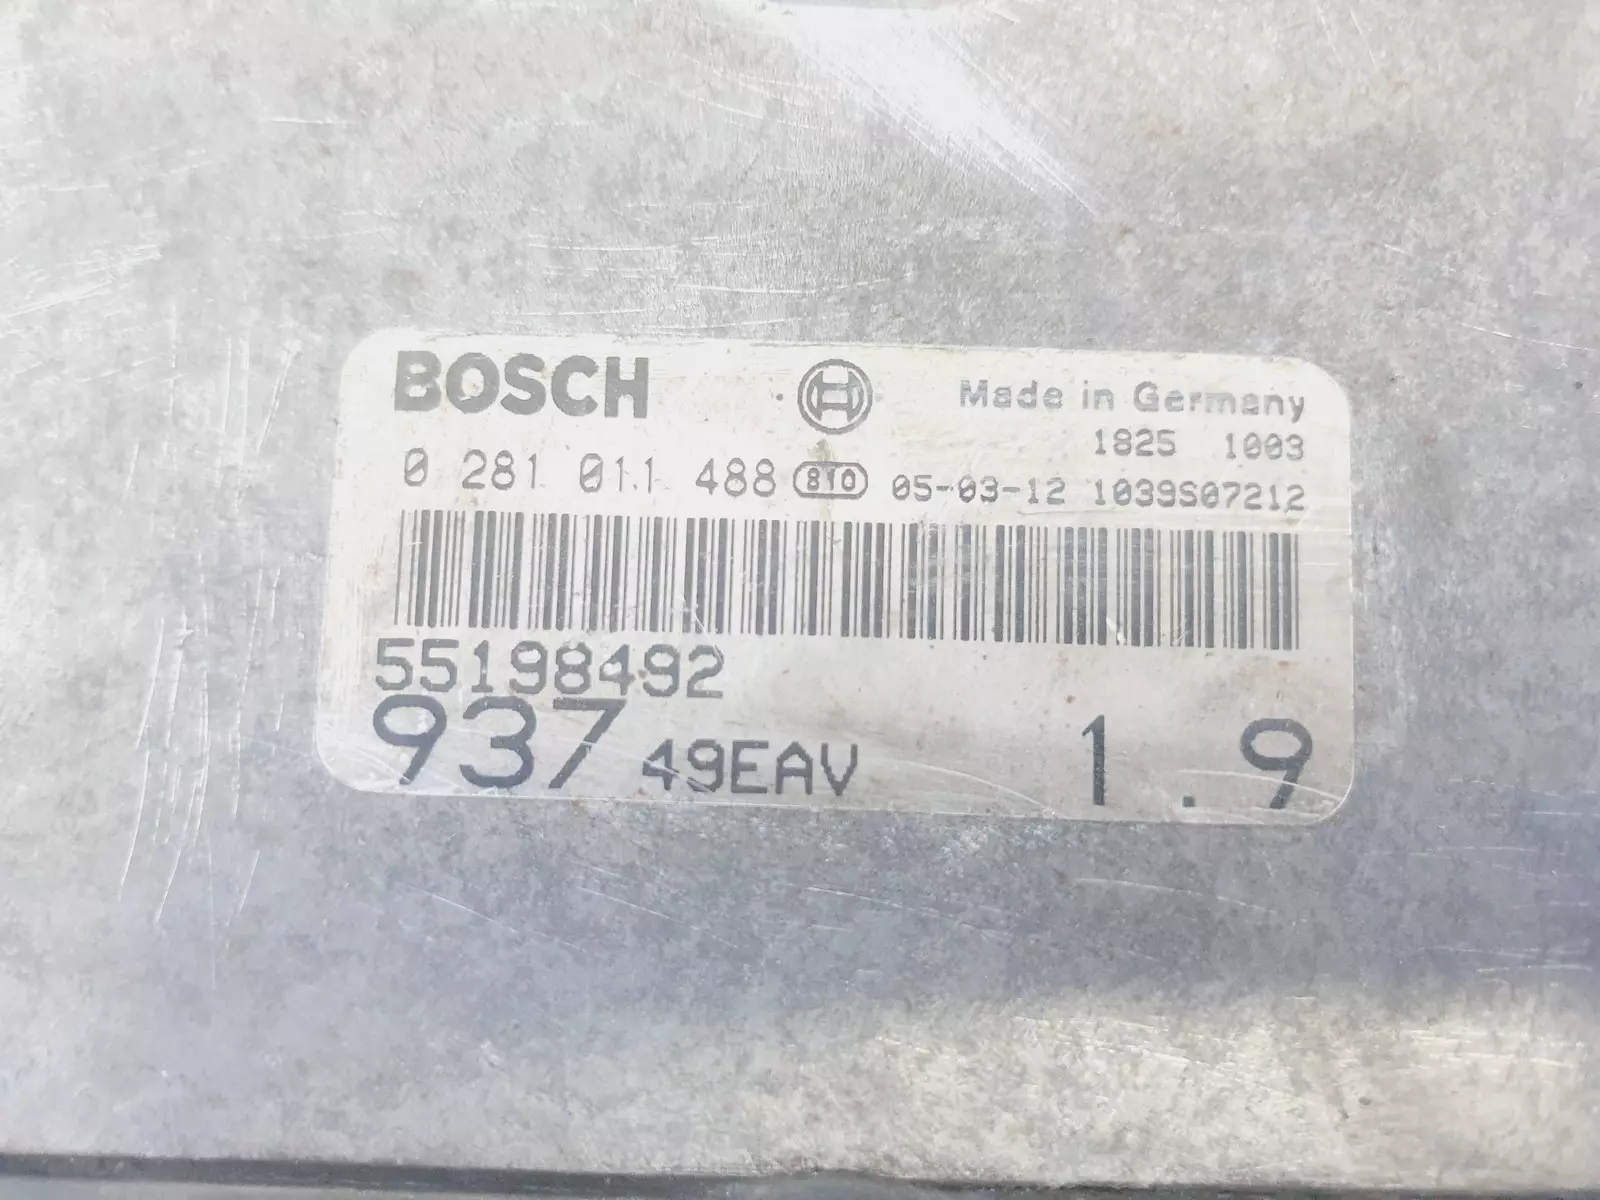 BOSCH Made in Germany
1825 1003
0 281 011 488 810 05-03-12 1039S07212
55198492
937 49EAV 1.9